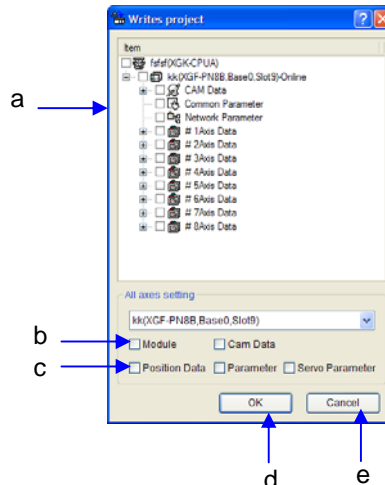 Writes project
Item
fsfsf(XGK-CPUA)
kk(XGF-PN8B,Base0,Slot9)-Online
CAM Data
Common Parameter
Network Parameter
# 1Axis Data
# 2Axis Data
# 3Axis Data
# 4Axis Data
# 5Axis Data
# 6Axis Data
# 7Axis Data
# 8Axis Data
a
All axes setting
kk(XGF-PN8B,Base0,Slot9)
b Module Cam Data
c Position Data Parameter Servo Parameter
OK Cancel
d e